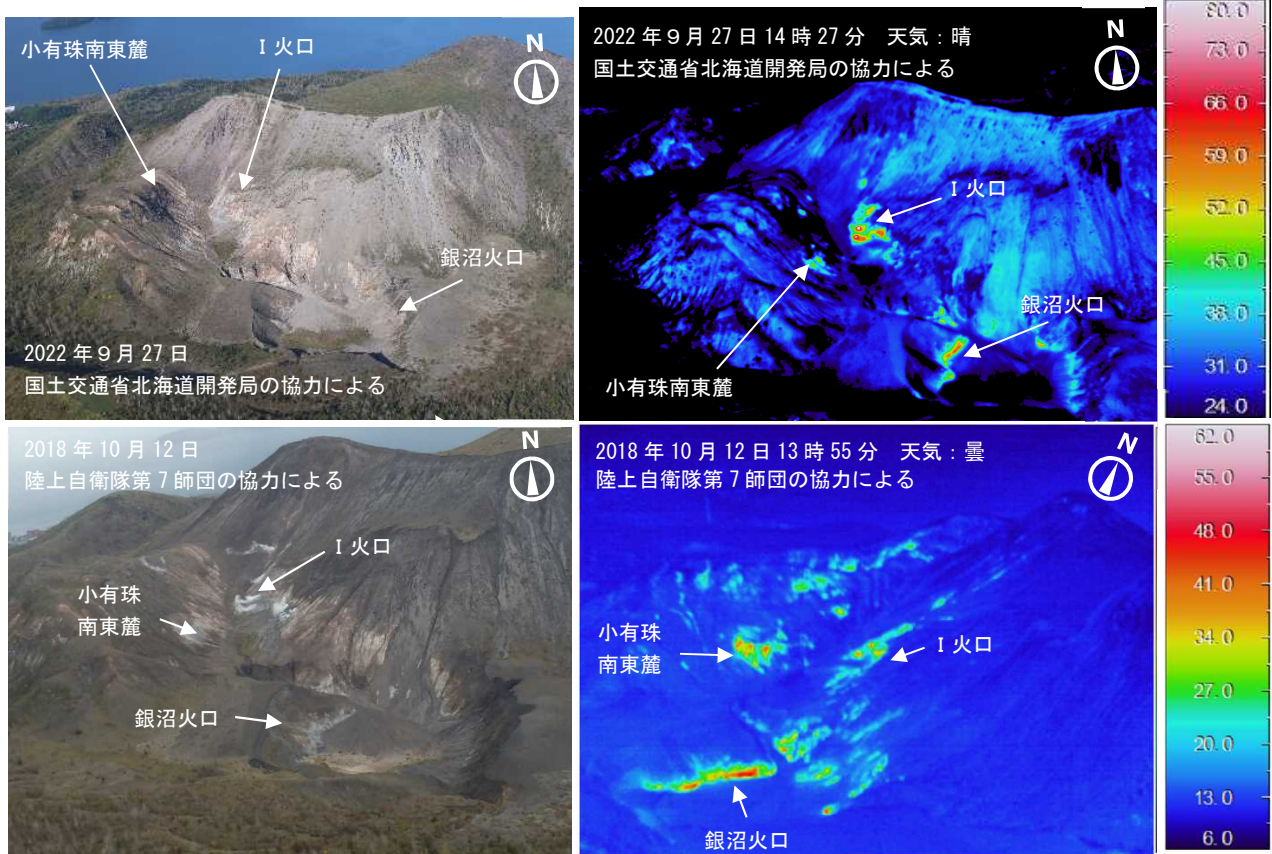 小有珠南東麓
Ⅰ 火口
N
銀沼火口
2022 年９月 27 日
国土交通省北海道開発局の協力による
2022 年９月 27 日 14 時 27 分　天気：晴
国土交通省北海道開発局の協力による
N
Ⅰ 火口
銀沼火口
小有珠南東麓
80.0
73.0
66.0
59.0
52.0
45.0
38.0
31.0
24.0
2018 年 10 月 12 日
陸上自衛隊第７師団の協力による
N
Ⅰ 火口
小有珠
南東麓
銀沼火口
2018 年 10 月 12 日 13 時 55 分　天気：曇
陸上自衛隊第７師団の協力による
N
小有珠
南東麓
Ⅰ 火口
銀沼火口
62.0
55.0
48.0
41.0
34.0
27.0
20.0
13.0
6.0